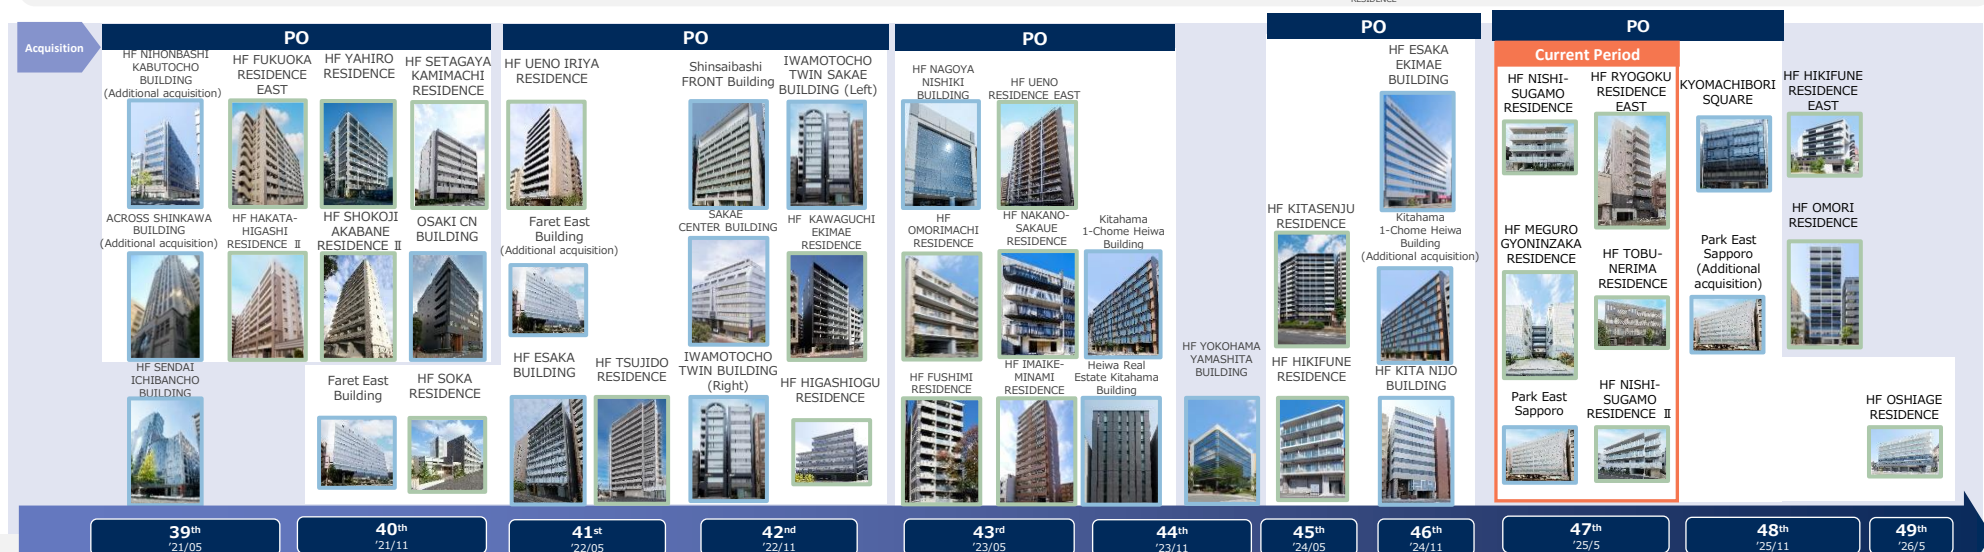 RESIDENCE
Acquisition
PO
HF NIHONBASHI
KABUTOCHO
BUILDING
(Additional acquisition)
HF FUKUOKA
RESIDENCE
EAST
HF YAHIRO
RESIDENCE
HF SETAGAYA
KAMIMACHI
RESIDENCE
ACROSS SHINKAWA
BUILDING
(Additional acquisition)
HF HAKATA-
HIGASHI
RESIDENCE Ⅱ
HF SHOKOJI
AKABANE
RESIDENCE Ⅱ
OSAKI CN
BUILDING
HF SENDAI
ICHIBANCHO
BUILDING
Faret East
Building
HF SOKA
RESIDENCE
PO
HF UENO IRIYA
RESIDENCE
Shinsaibashi
FRONT Building
IWAMOTOCHO
TWIN SAKAE
BUILDING (Left)
Faret East
Building
(Additional acquisition)
SAKAE
CENTER BUILDING
HF KAWAGUCHI
EKIMAE
RESIDENCE
HF ESAKA
BUILDING
HF TSUJIDO
RESIDENCE
IWAMOTOCHO
TWIN BUILDING
(Right)
HF HIGASHIOGU
RESIDENCE
PO
HF NAGOYA
NISHIKI
BUILDING
HF UENO
RESIDENCE EAST
HF
OMORIMACHI
RESIDENCE
HF NAKANO-
SAKAUE
RESIDENCE
Kitahama
1-Chome Heiwa
Building
HF FUSHIMI
RESIDENCE
HF IMAIKE-
MINAMI
RESIDENCE
Heiwa Real
Estate Kitahama
Building
HF YOKOHAMA
YAMASHITA
BUILDING
PO
HF ESAKA
EKIMAE
BUILDING
HF KITASENJU
RESIDENCE
Kitahama
1-Chome Heiwa
Building
(Additional acquisition)
HF HIKIFUNE
RESIDENCE
HF KITA NIJO
BUILDING
PO
Current Period
HF NISHI-
SUGAMO
RESIDENCE
HF RYOGOKU
RESIDENCE
EAST
KYOMACHIBORI
SQUARE
HF HIKIFUNE
RESIDENCE
EAST
HF MEGURO
GYONINZAKA
RESIDENCE
HF TOBU-
NERIMA
RESIDENCE
Park East
Sapporo
(Additional
acquisition)
HF OMORI
RESIDENCE
Park East
Sapporo
HF NISHI-
SUGAMO
RESIDENCE Ⅱ
HF OSHIAGE
RESIDENCE
39th
'21/05
40th
'21/11
41st
'22/05
42nd
'22/11
43rd
'23/05
44th
'23/11
45th
'24/05
46th
'24/11
47th
'25/5
48th
'25/11
49th
'26/5